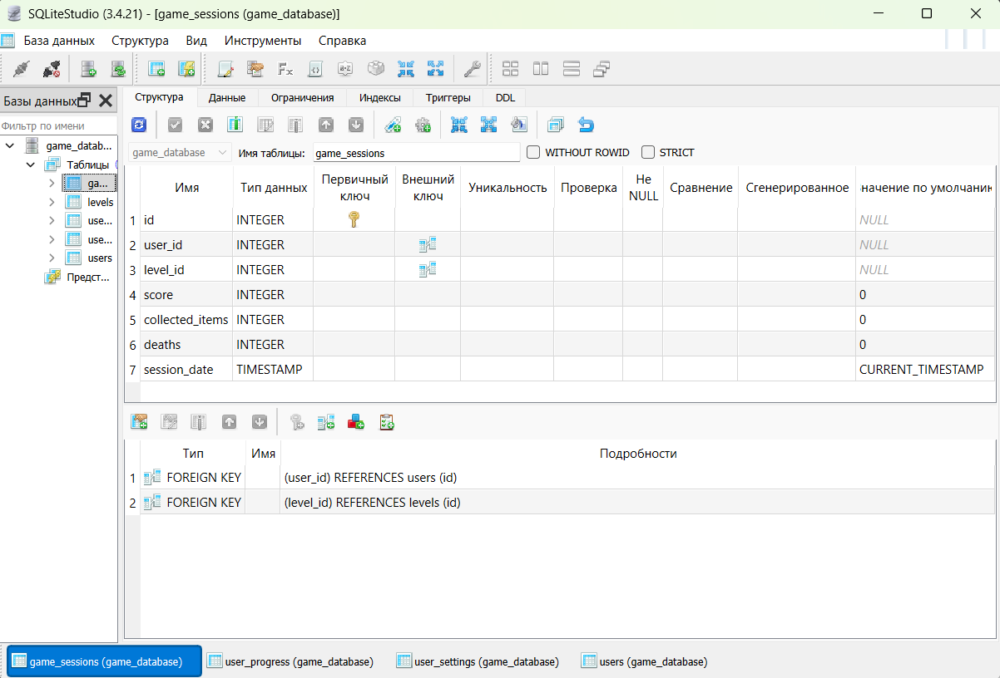 SQLiteStudio (3.4.21) - [game_sessions (game_database)]
База данных Структура Вид Инструменты Справка
Базы данных
Фильтр по имени
game_datab...
Таблицы (
ga...
levels
use...
use...
users
Предст...
Структура Данные Ограничения Индексы Триггеры DDL
game_database Имя таблицы: game_sessions WITHOUT ROWID STRICT
Имя Тип данных Первичный ключ Внешний ключ Уникальность Проверка Не NULL Сравнение Сгенерированное начение по умолчанию
1 id INTEGER NULL
2 user_id INTEGER NULL
3 level_id INTEGER NULL
4 score INTEGER 0
5 collected_items INTEGER 0
6 deaths INTEGER 0
7 session_date TIMESTAMP CURRENT_TIMESTAMP
Тип Имя Подробности
1 FOREIGN KEY (user_id) REFERENCES users (id)
2 FOREIGN KEY (level_id) REFERENCES levels (id)
game_sessions (game_database) user_progress (game_database) user_settings (game_database) users (game_database)